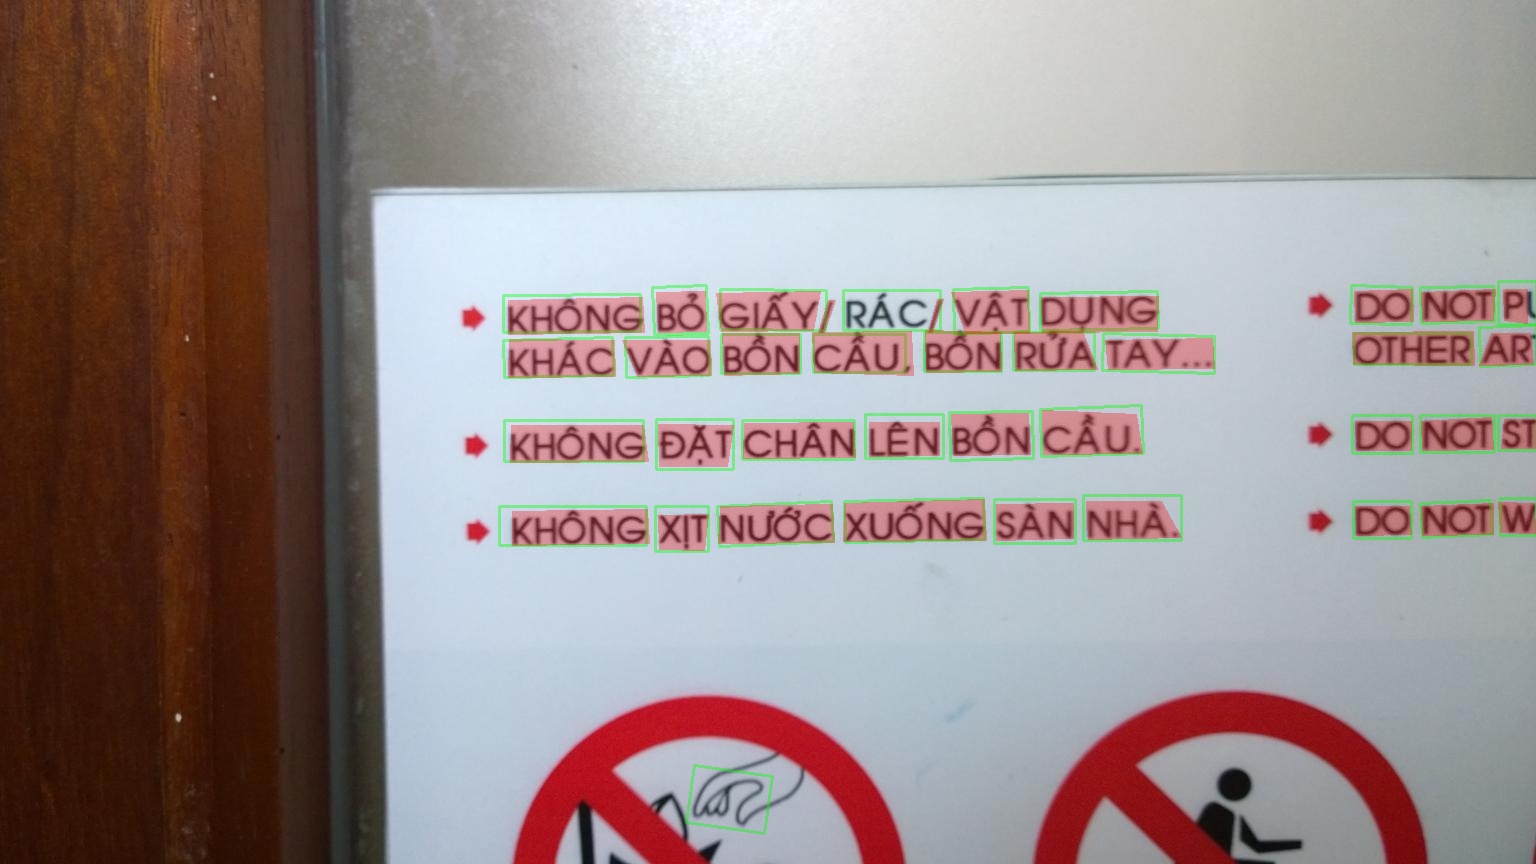 KHÔNG BỎ GIẤY/ RÁC/ VẬT DỤNG
KHÁC VÀO BỒN CẦU, BỒN RỬA TAY...
KHÔNG ĐẶT CHÂN LÊN BỒN CẦU.
KHÔNG XỊT NƯỚC XUỐNG SÀN NHÀ.
DO NOT
OTHER
DO NOT
DO NOT